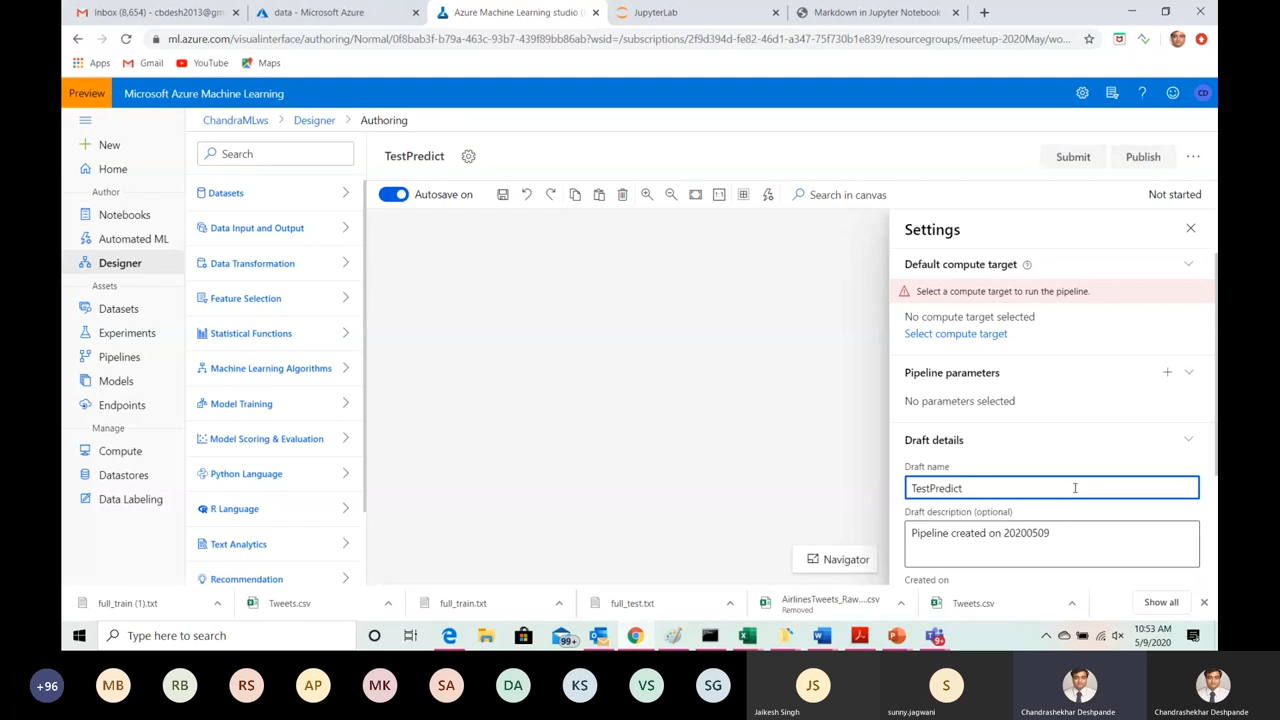 Inbox (8,654) - cbdesh2013@gm
data - Microsoft Azure
Azure Machine Learning studio (
JupyterLab
Markdown in Jupyter Notebook
ml.azure.com/visualinterface/authoring/Normal/0f8bab3f-b79a-463c-93b7-439f89bb86ab?wsid=/subscriptions/2f9d394d-fe82-46d1-a347-75f730b1e839/resourcegroups/meetup-2020May/wo...
Apps
Gmail
YouTube
Maps
Preview
Microsoft Azure Machine Learning
CD
ChandraMLws > Designer > Authoring
New
Home
Author
Notebooks
Automated ML
Designer
Assets
Datasets
Experiments
Pipelines
Models
Endpoints
Manage
Compute
Datastores
Data Labeling
Search
Datasets
Data Input and Output
Data Transformation
Feature Selection
Statistical Functions
Machine Learning Algorithms
Model Training
Model Scoring & Evaluation
Python Language
R Language
Text Analytics
Recommendation
TestPredict
Submit
Publish
Autosave on
Search in canvas
Not started
Navigator
Settings
Default compute target
Select a compute target to run the pipeline.
No compute target selected
Select compute target
Pipeline parameters
No parameters selected
Draft details
Draft name
TestPredict
Draft description (optional)
Pipeline created on 20200509
Created on
full_train (1).txt
Tweets.csv
full_train.txt
full_test.txt
AirlinesTweets_Raw....csv
Removed
Tweets.csv
Show all
Type here to search
99+
9+
10:53 AM
5/9/2020
+96
MB
RB
RS
AP
MK
SA
DA
KS
VS
SG
JS
Jaikesh Singh
S
sunny.jagwani
Chandrashekhar Deshpande
Chandrashekhar Deshpande